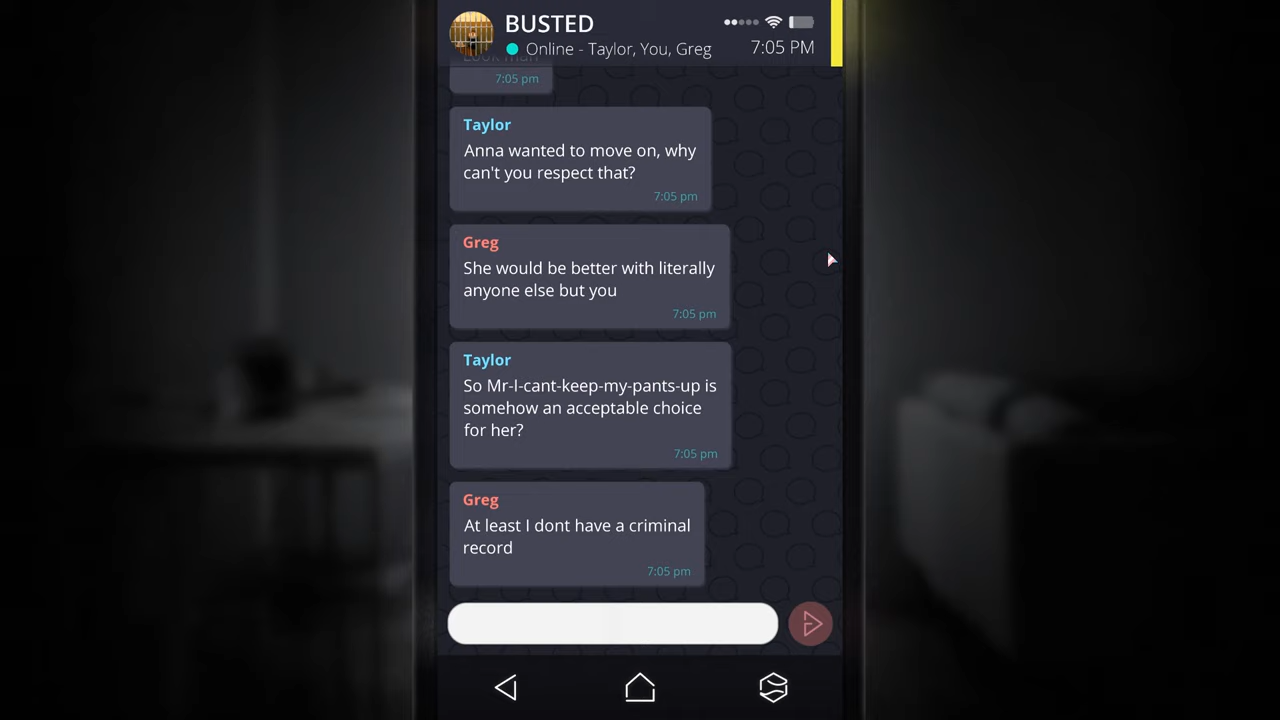 BUSTED
Online - Taylor, You, Greg
7:05 PM
7:05 pm
Taylor
Anna wanted to move on, why
can't you respect that?
7:05 pm
Greg
She would be better with literally
anyone else but you
7:05 pm
Taylor
So Mr-I-cant-keep-my-pants-up is
somehow an acceptable choice
for her?
7:05 pm
Greg
At least I dont have a criminal
record
7:05 pm